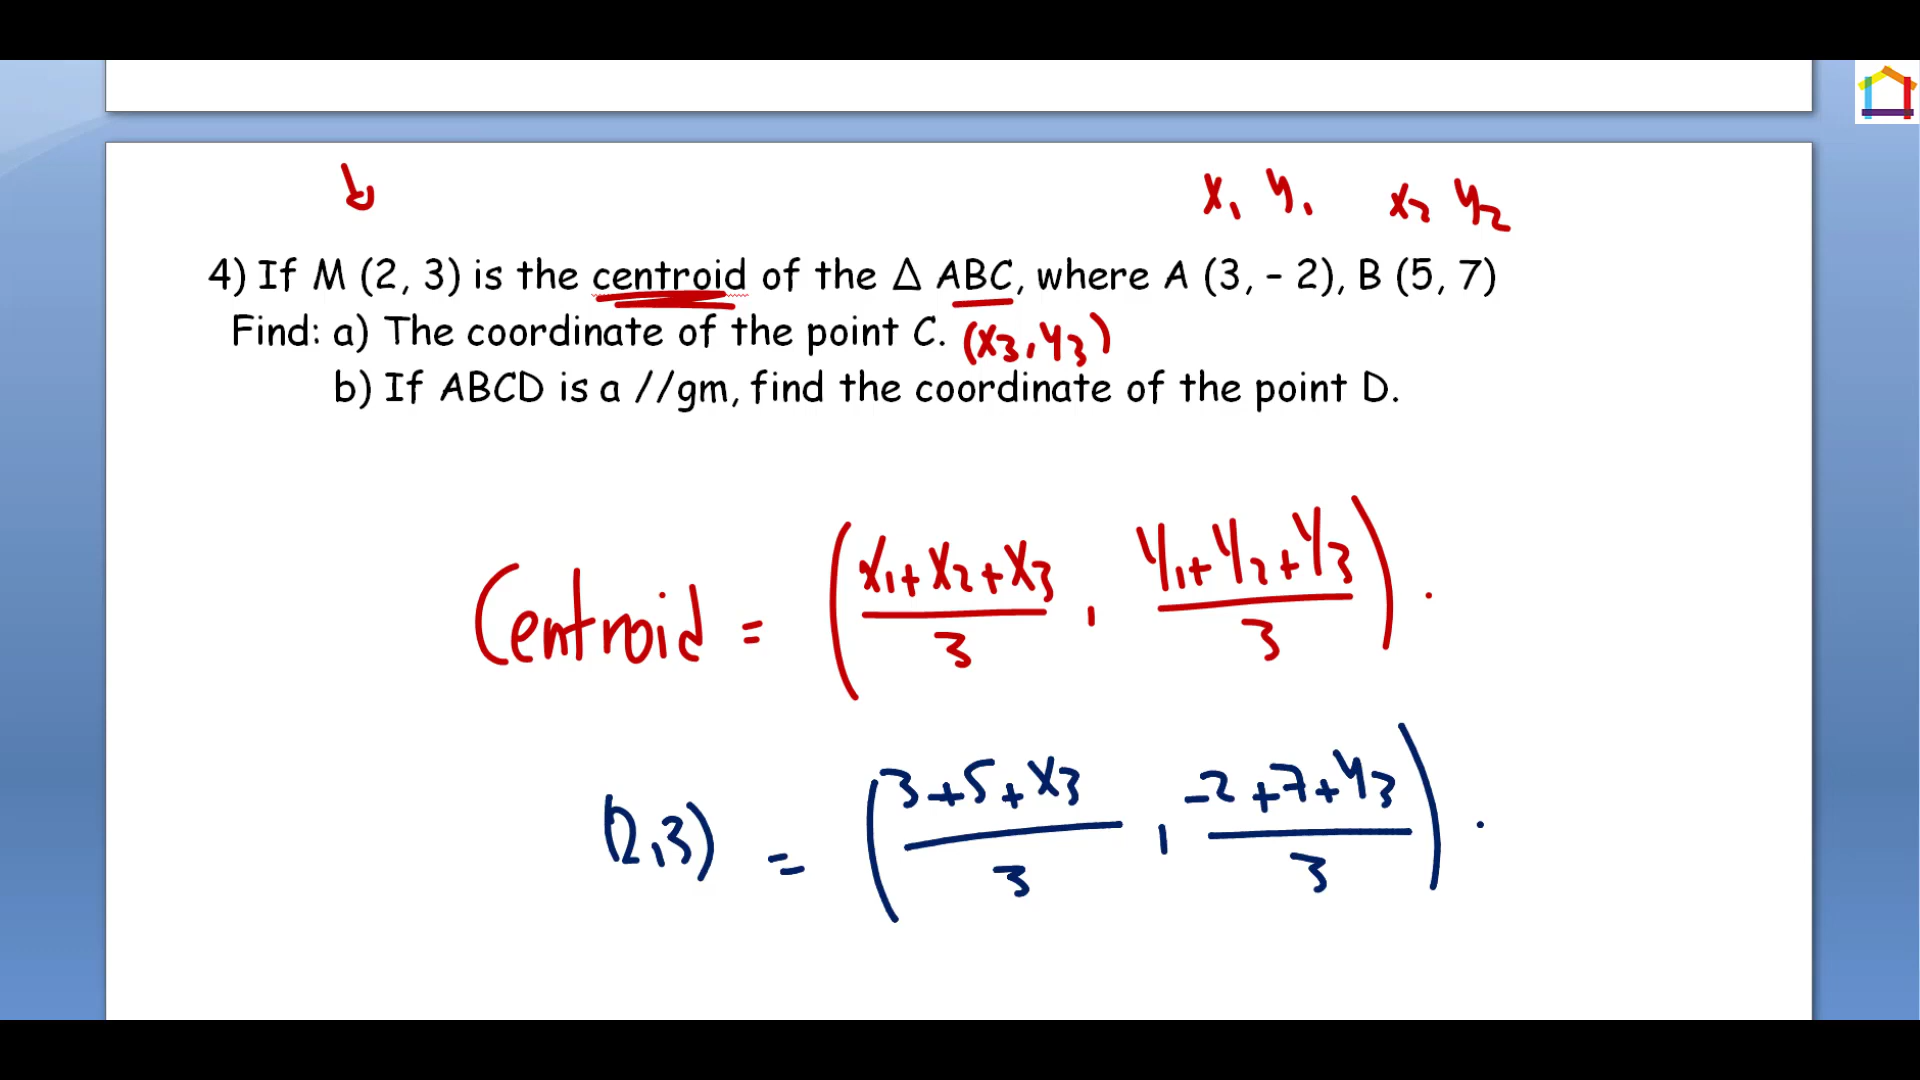 x₁ y₁ x₂ y₂
4) If M (2, 3) is the centroid of the Δ ABC, where A (3, - 2), B (5, 7)
Find: a) The coordinate of the point C. (x₃, y₃)
b) If ABCD is a //gm, find the coordinate of the point D.
Centroid = ( (x₁+x₂+x₃)/3 , (y₁+y₂+y₃)/3 ) .
(2,3) = ( (3+5+x₃)/3 , (-2+7+y₃)/3 ) .